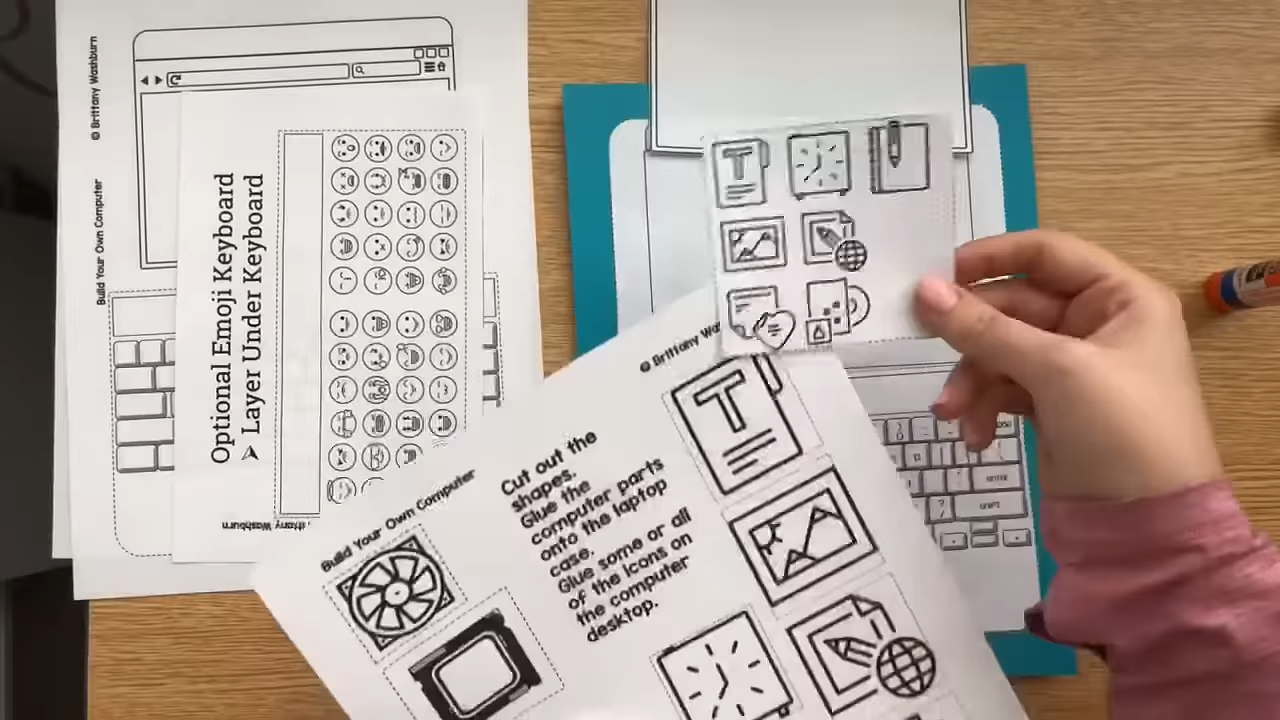 © Brittany Washburn
Build Your Own Computer
Optional Emoji Keyboard
➤ Layer Under Keyboard
Washburn
T
© Brittany
Build Your Own Computer
Cut out the
shapes.
Glue the
computer parts
onto the laptop
case.
Glue some or all
of the icons on
the computer
desktop.
T
enter
shift